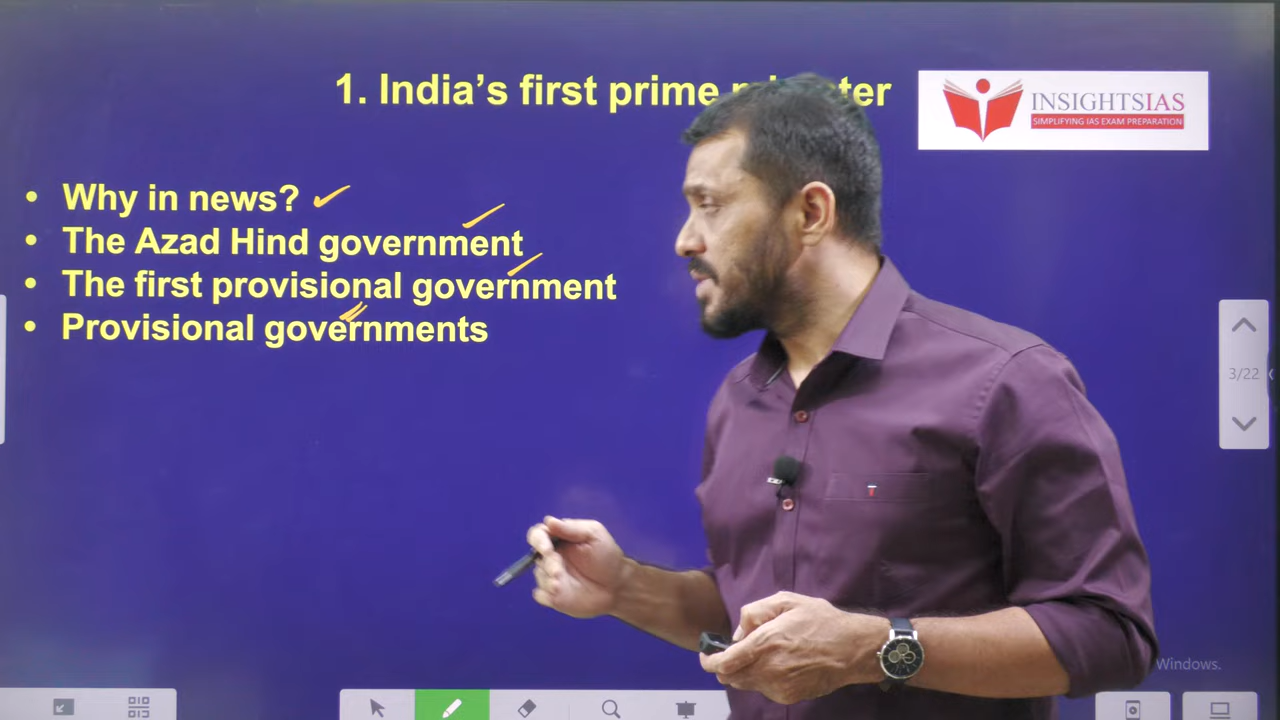 1. India's first prime
INSIGHTSIAS
SIMPLIFYING IAS EXAM PREPARATION
• Why in news?
• The Azad Hind government
• The first provisional government
• Provisional governments
3/22
Windows.